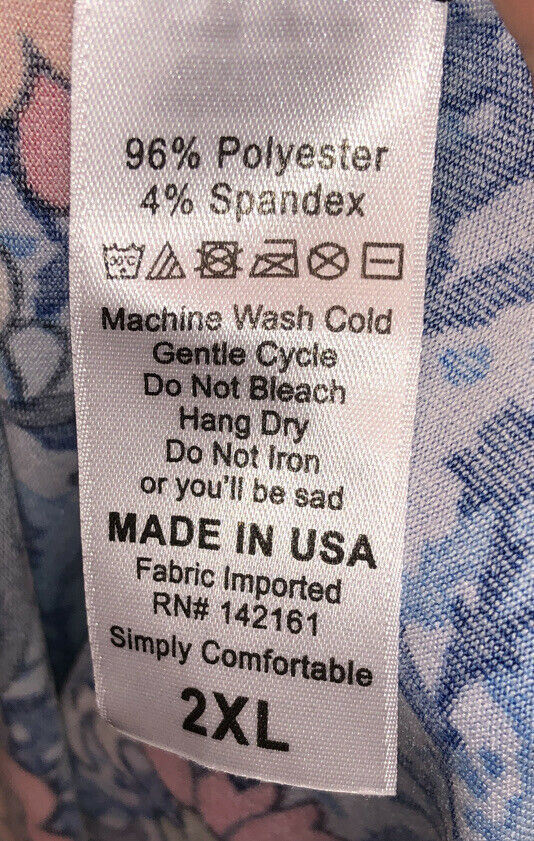 96% Polyester
4% Spandex
30°C
Machine Wash Cold
Gentle Cycle
Do Not Bleach
Hang Dry
Do Not Iron
or you'll be sad
MADE IN USA
Fabric Imported
RN# 142161
Simply Comfortable
2XL